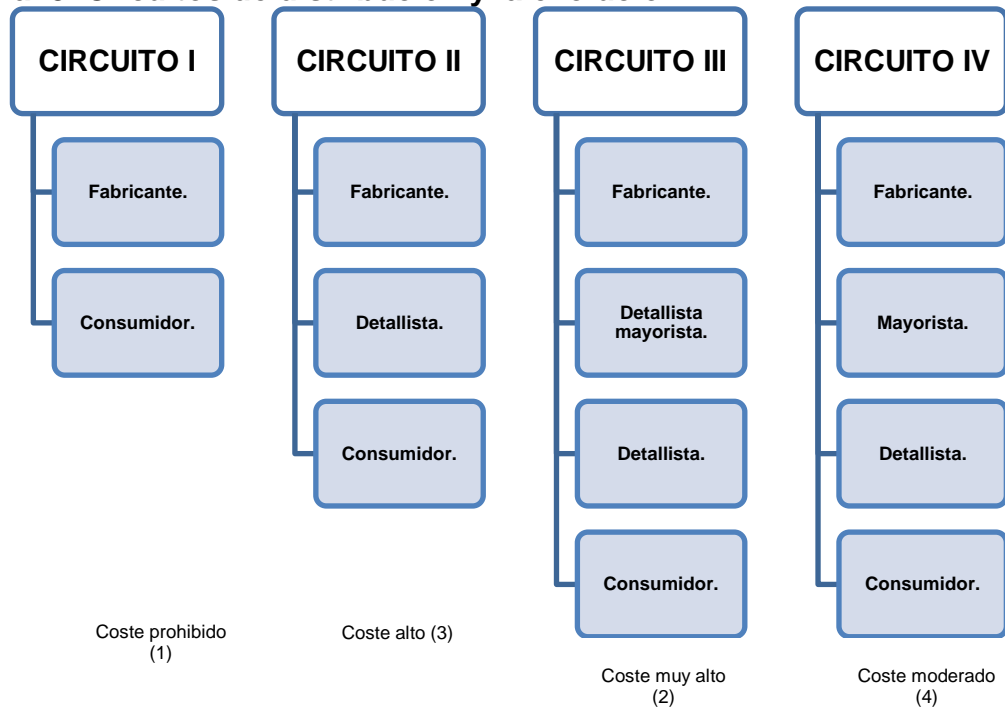 CIRCUITO I
Fabricante.
Consumidor.
Coste prohibido
(1)
CIRCUITO II
Fabricante.
Detallista.
Consumidor.
Coste alto (3)
CIRCUITO III
Fabricante.
Detallista
mayorista.
Detallista.
Consumidor.
Coste muy alto
(2)
CIRCUITO IV
Fabricante.
Mayorista.
Detallista.
Consumidor.
Coste moderado
(4)